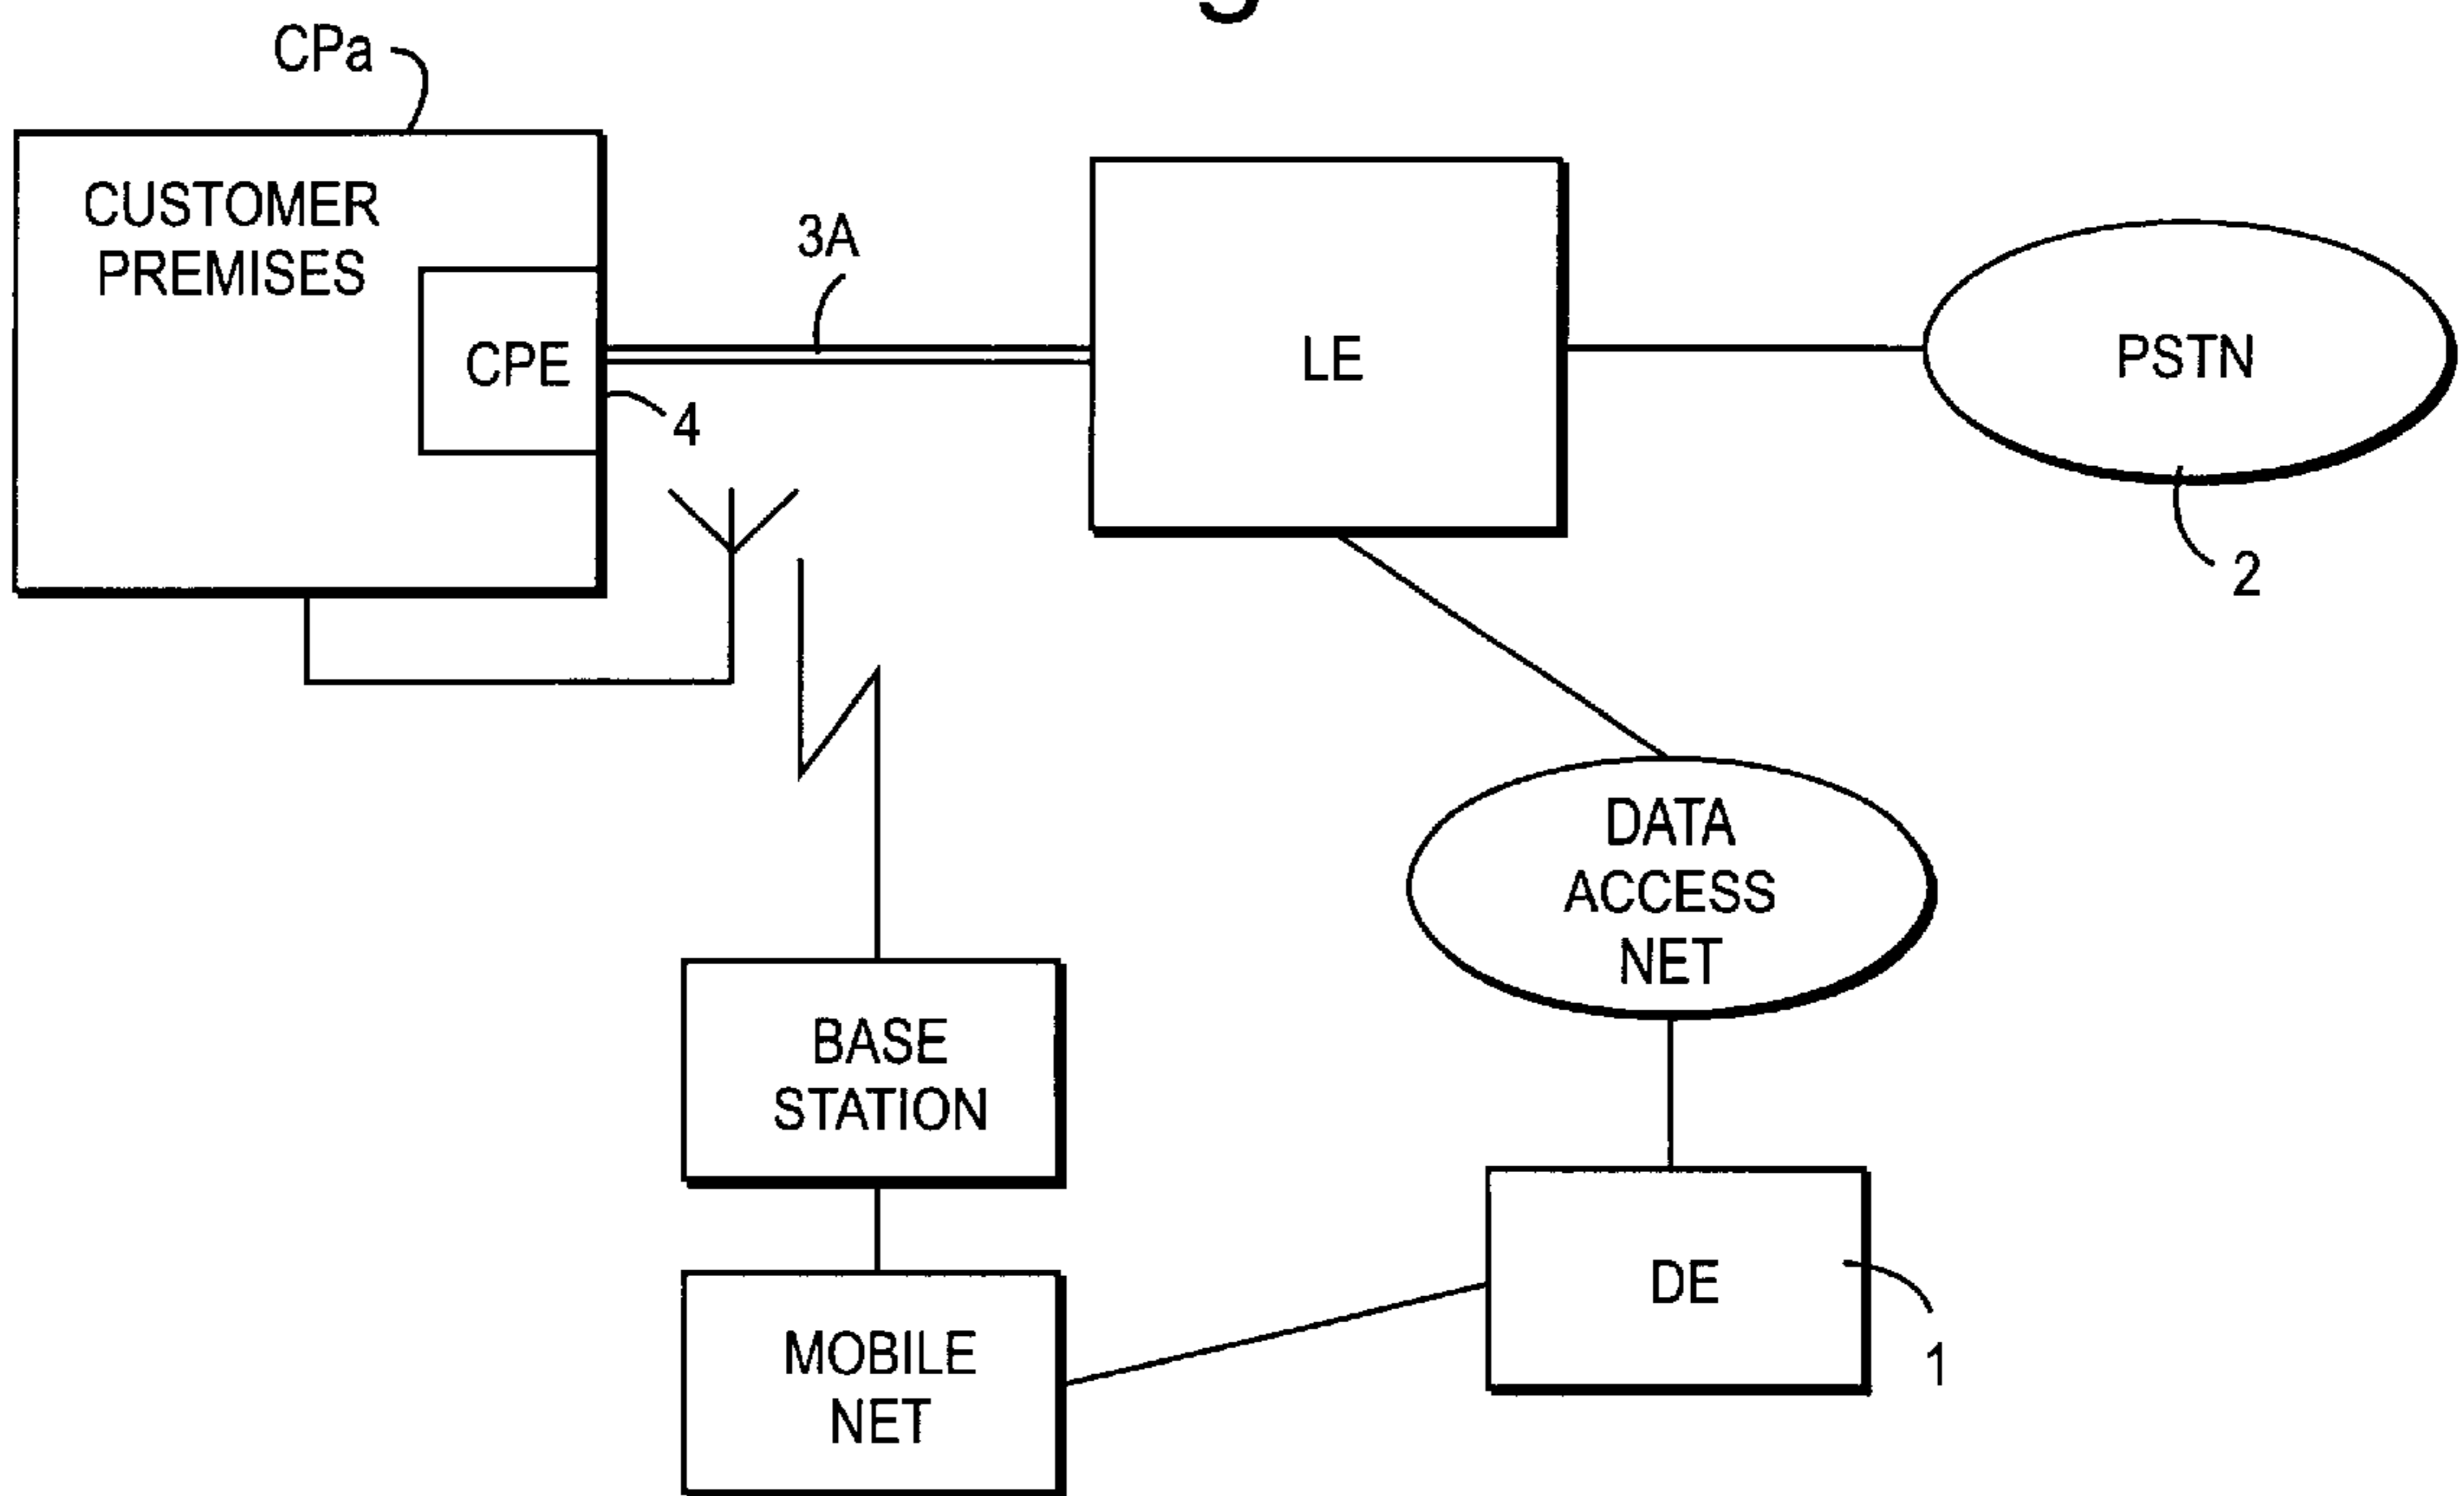 CPa
CUSTOMER
PREMISES
3A
CPE
4
LE
PSTN
2
DATA
ACCESS
NET
BASE
STATION
DE
1
MOBILE
NET